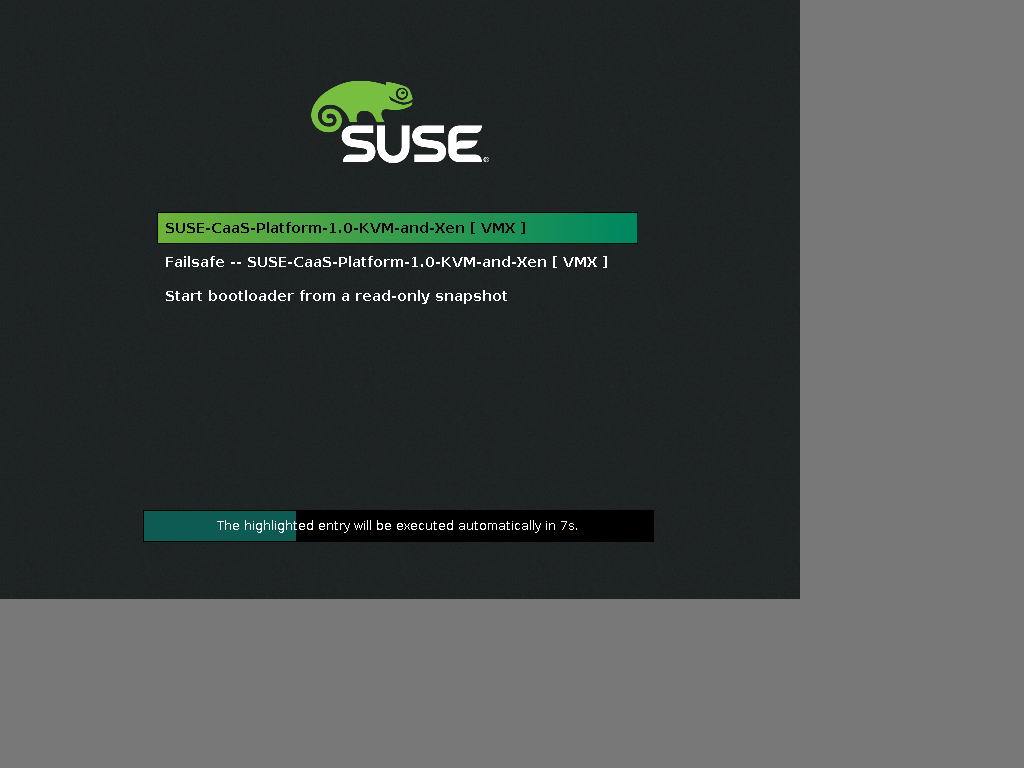 SUSE®
SUSE-CaaS-Platform-1.0-KVM-and-Xen [ VMX ]
Failsafe -- SUSE-CaaS-Platform-1.0-KVM-and-Xen [ VMX ]
Start bootloader from a read-only snapshot
The highlighted entry will be executed automatically in 7s.